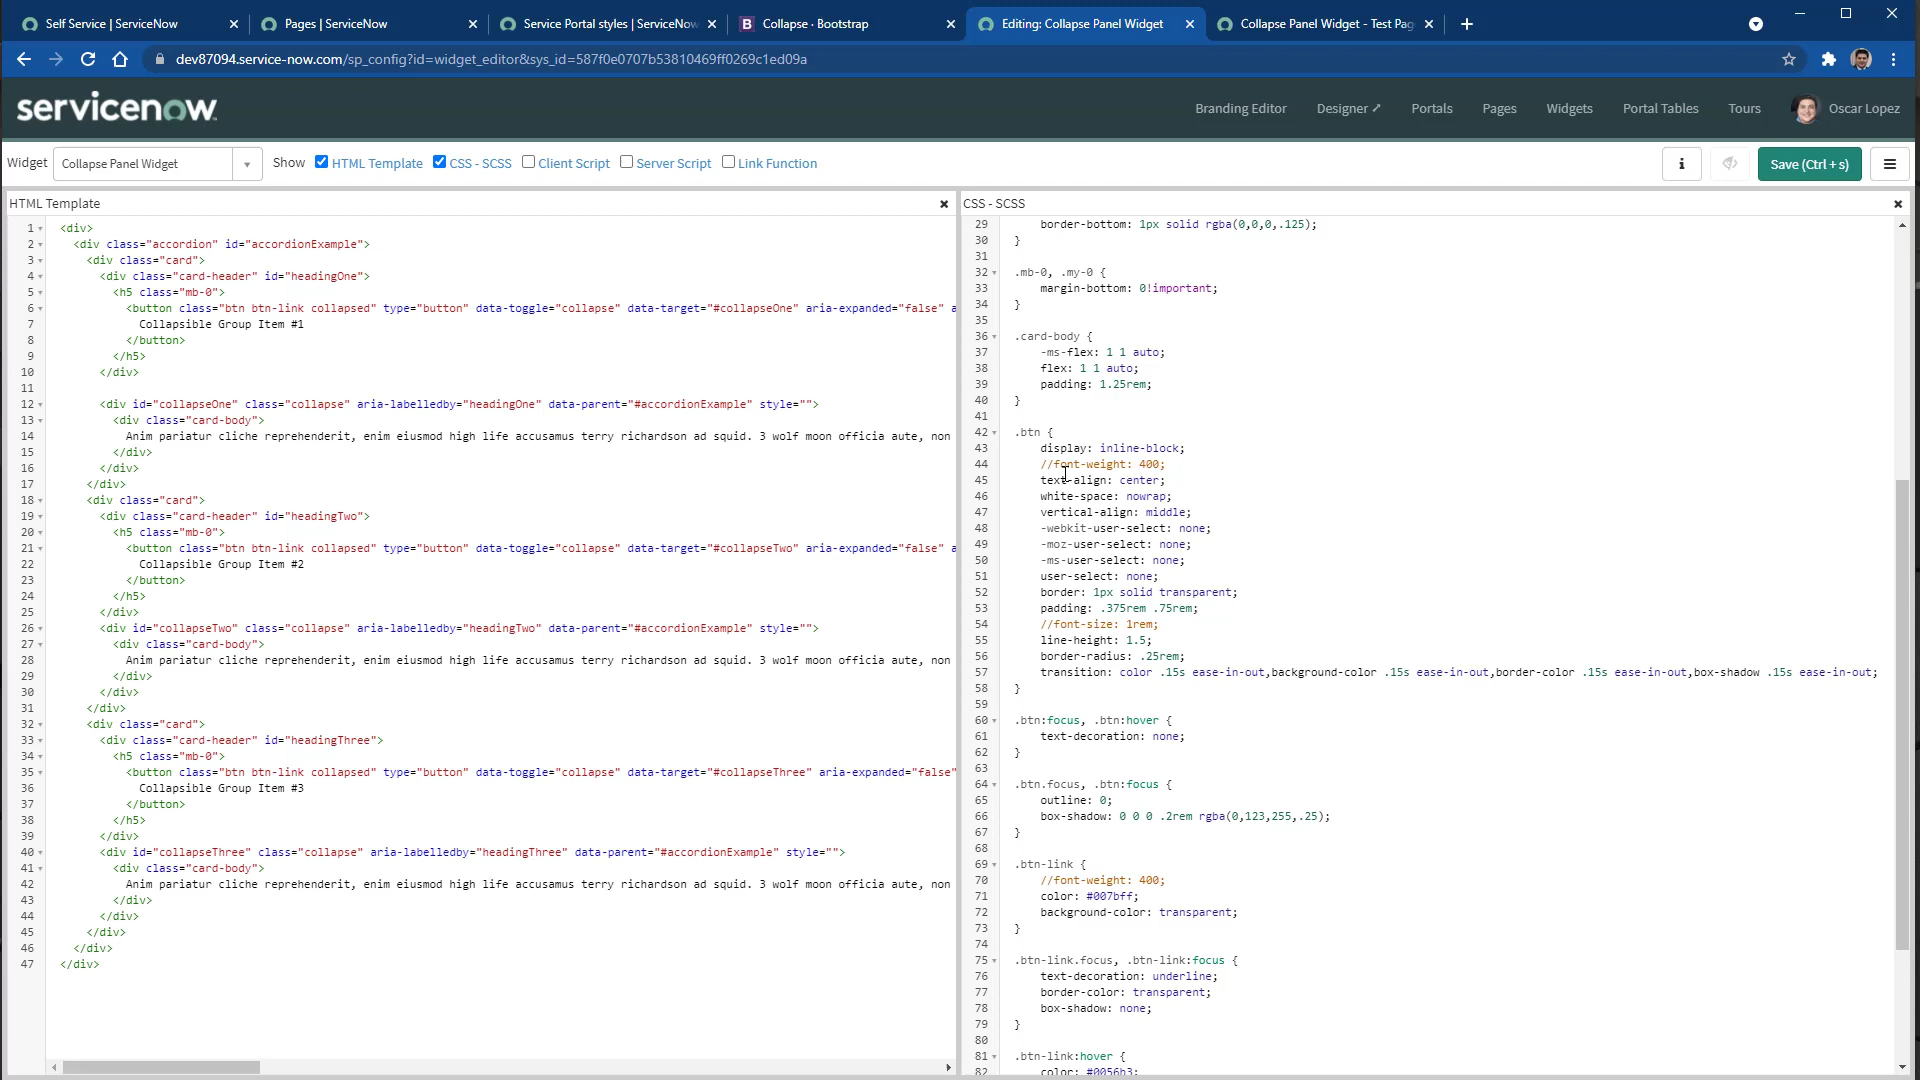 Self Service | ServiceNow
Pages | ServiceNow
Service Portal styles | ServiceNow
B Collapse · Bootstrap
Editing: Collapse Panel Widget
Collapse Panel Widget - Test Pag
dev87094.service-now.com/sp_config?id=widget_editor&sys_id=587f0e0707b53810469ff0269c1ed09a
servicenow
Branding Editor
Designer
Portals
Pages
Widgets
Portal Tables
Tours
Oscar Lopez
Widget
Collapse Panel Widget
Show
HTML Template
CSS - SCSS
Client Script
Server Script
Link Function
i
Save (Ctrl + s)
HTML Template
1 <div>
2 <div class="accordion" id="accordionExample">
3 <div class="card">
4 <div class="card-header" id="headingOne">
5 <h5 class="mb-0">
6 <button class="btn btn-link collapsed" type="button" data-toggle="collapse" data-target="#collapseOne" aria-expanded="false" a
7 Collapsible Group Item #1
8 </button>
9 </h5>
10 </div>
11
12 <div id="collapseOne" class="collapse" aria-labelledby="headingOne" data-parent="#accordionExample" style="">
13 <div class="card-body">
14 Anim pariatur cliche reprehenderit, enim eiusmod high life accusamus terry richardson ad squid. 3 wolf moon officia aute, non
15 </div>
16 </div>
17 </div>
18 <div class="card">
19 <div class="card-header" id="headingTwo">
20 <h5 class="mb-0">
21 <button class="btn btn-link collapsed" type="button" data-toggle="collapse" data-target="#collapseTwo" aria-expanded="false" a
22 Collapsible Group Item #2
23 </button>
24 </h5>
25 </div>
26 <div id="collapseTwo" class="collapse" aria-labelledby="headingTwo" data-parent="#accordionExample" style="">
27 <div class="card-body">
28 Anim pariatur cliche reprehenderit, enim eiusmod high life accusamus terry richardson ad squid. 3 wolf moon officia aute, non
29 </div>
30 </div>
31 </div>
32 <div class="card">
33 <div class="card-header" id="headingThree">
34 <h5 class="mb-0">
35 <button class="btn btn-link collapsed" type="button" data-toggle="collapse" data-target="#collapseThree" aria-expanded="false"
36 Collapsible Group Item #3
37 </button>
38 </h5>
39 </div>
40 <div id="collapseThree" class="collapse" aria-labelledby="headingThree" data-parent="#accordionExample" style="">
41 <div class="card-body">
42 Anim pariatur cliche reprehenderit, enim eiusmod high life accusamus terry richardson ad squid. 3 wolf moon officia aute, non
43 </div>
44 </div>
45 </div>
46 </div>
47 </div>
CSS - SCSS
29 border-bottom: 1px solid rgba(0,0,0,.125);
30 }
31
32 .mb-0, .my-0 {
33 margin-bottom: 0!important;
34 }
35
36 .card-body {
37 -ms-flex: 1 1 auto;
38 flex: 1 1 auto;
39 padding: 1.25rem;
40 }
41
42 .btn {
43 display: inline-block;
44 //font-weight: 400;
45 text-align: center;
46 white-space: nowrap;
47 vertical-align: middle;
48 -webkit-user-select: none;
49 -moz-user-select: none;
50 -ms-user-select: none;
51 user-select: none;
52 border: 1px solid transparent;
53 padding: .375rem .75rem;
54 //font-size: 1rem;
55 line-height: 1.5;
56 border-radius: .25rem;
57 transition: color .15s ease-in-out,background-color .15s ease-in-out,border-color .15s ease-in-out,box-shadow .15s ease-in-out;
58 }
59
60 .btn:focus, .btn:hover {
61 text-decoration: none;
62 }
63
64 .btn.focus, .btn:focus {
65 outline: 0;
66 box-shadow: 0 0 0 .2rem rgba(0,123,255,.25);
67 }
68
69 .btn-link {
70 //font-weight: 400;
71 color: #007bff;
72 background-color: transparent;
73 }
74
75 .btn-link.focus, .btn-link:focus {
76 text-decoration: underline;
77 border-color: transparent;
78 box-shadow: none;
79 }
80
81 .btn-link:hover {
82 color: #0056b3;